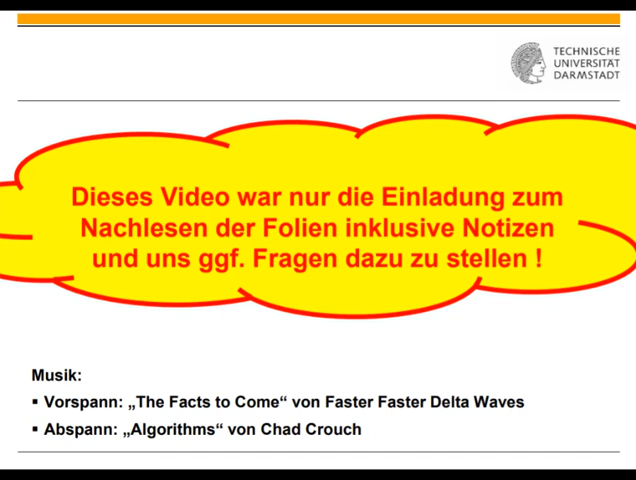 TECHNISCHE
UNIVERSITÄT
DARMSTADT
Dieses Video war nur die Einladung zum
Nachlesen der Folien inklusive Notizen
und uns ggf. Fragen dazu zu stellen !
Musik:
▪ Vorspann: „The Facts to Come“ von Faster Faster Delta Waves
▪ Abspann: „Algorithms“ von Chad Crouch